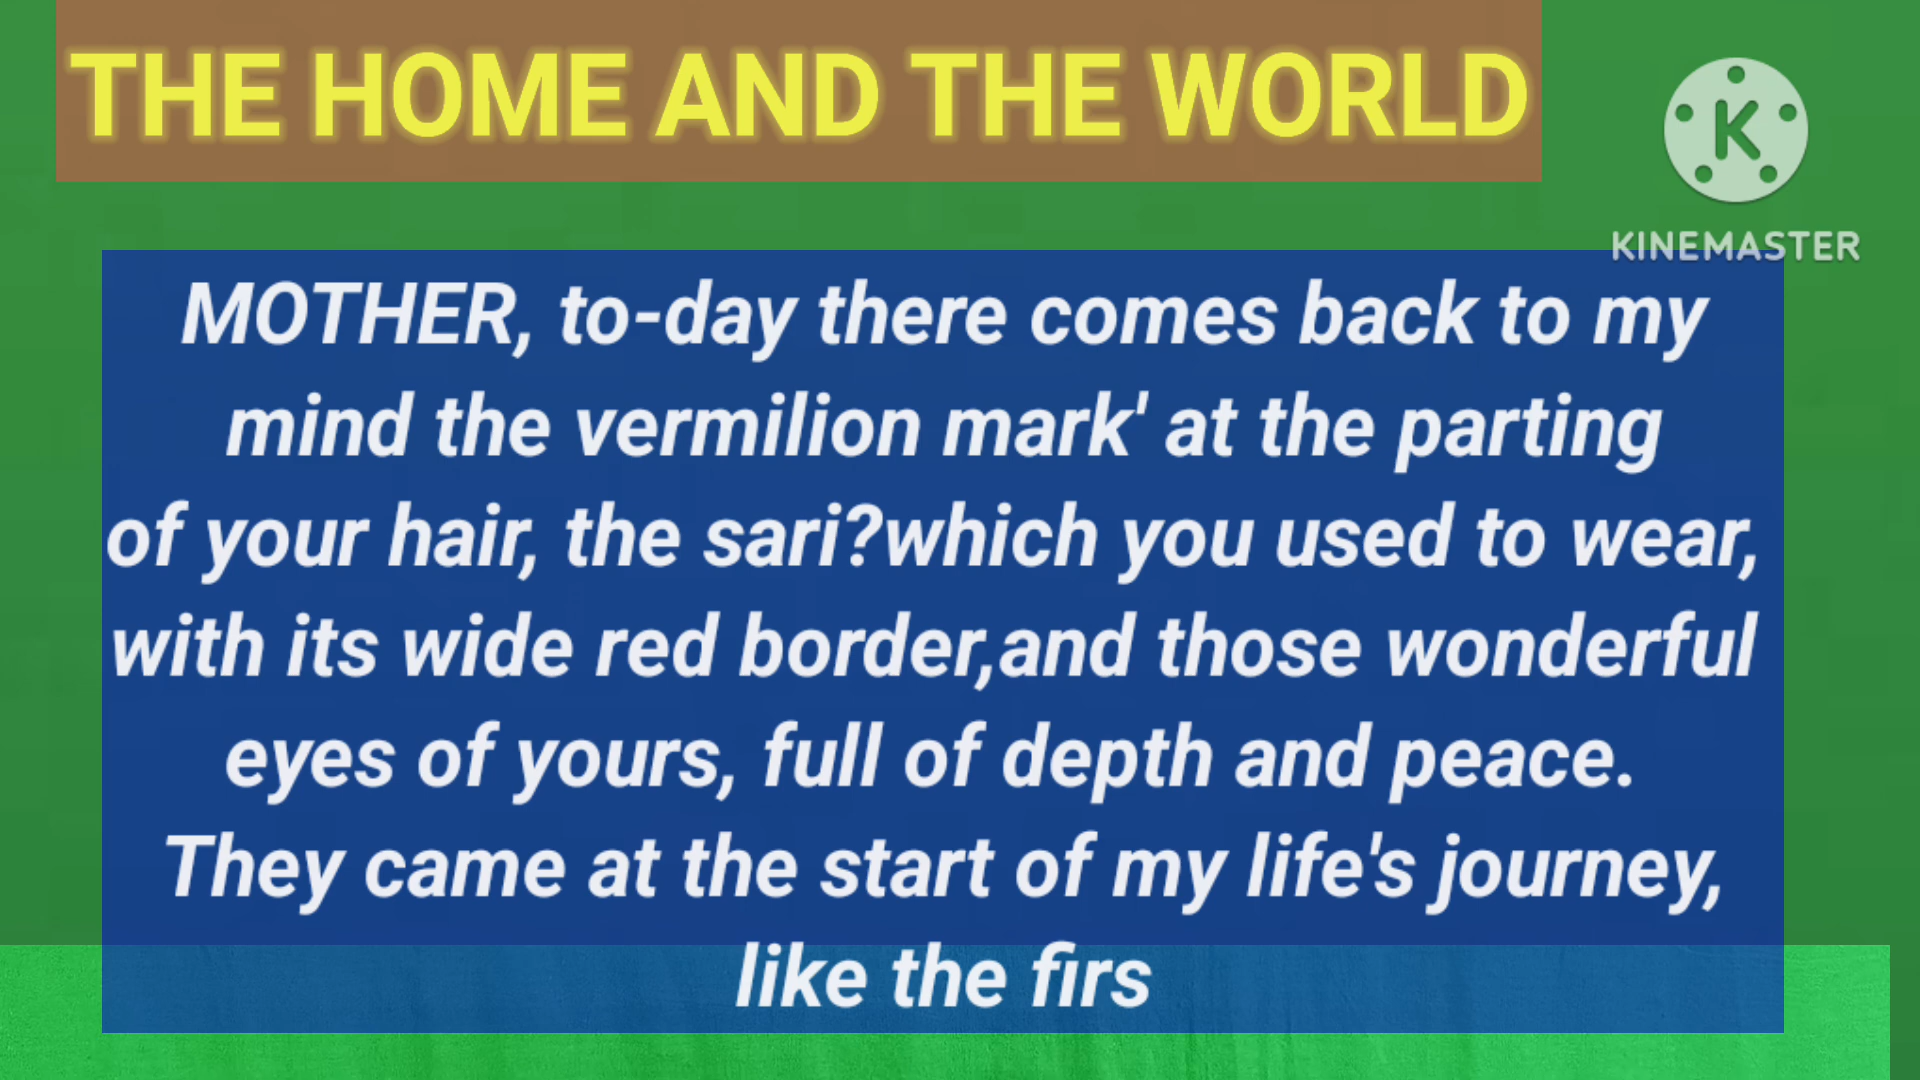 THE HOME AND THE WORLD
K
KINEMASTER
MOTHER, to-day there comes back to my
mind the vermilion mark' at the parting
of your hair, the sari?which you used to wear,
with its wide red border,and those wonderful
eyes of yours, full of depth and peace.
They came at the start of my life's journey,
like the firs